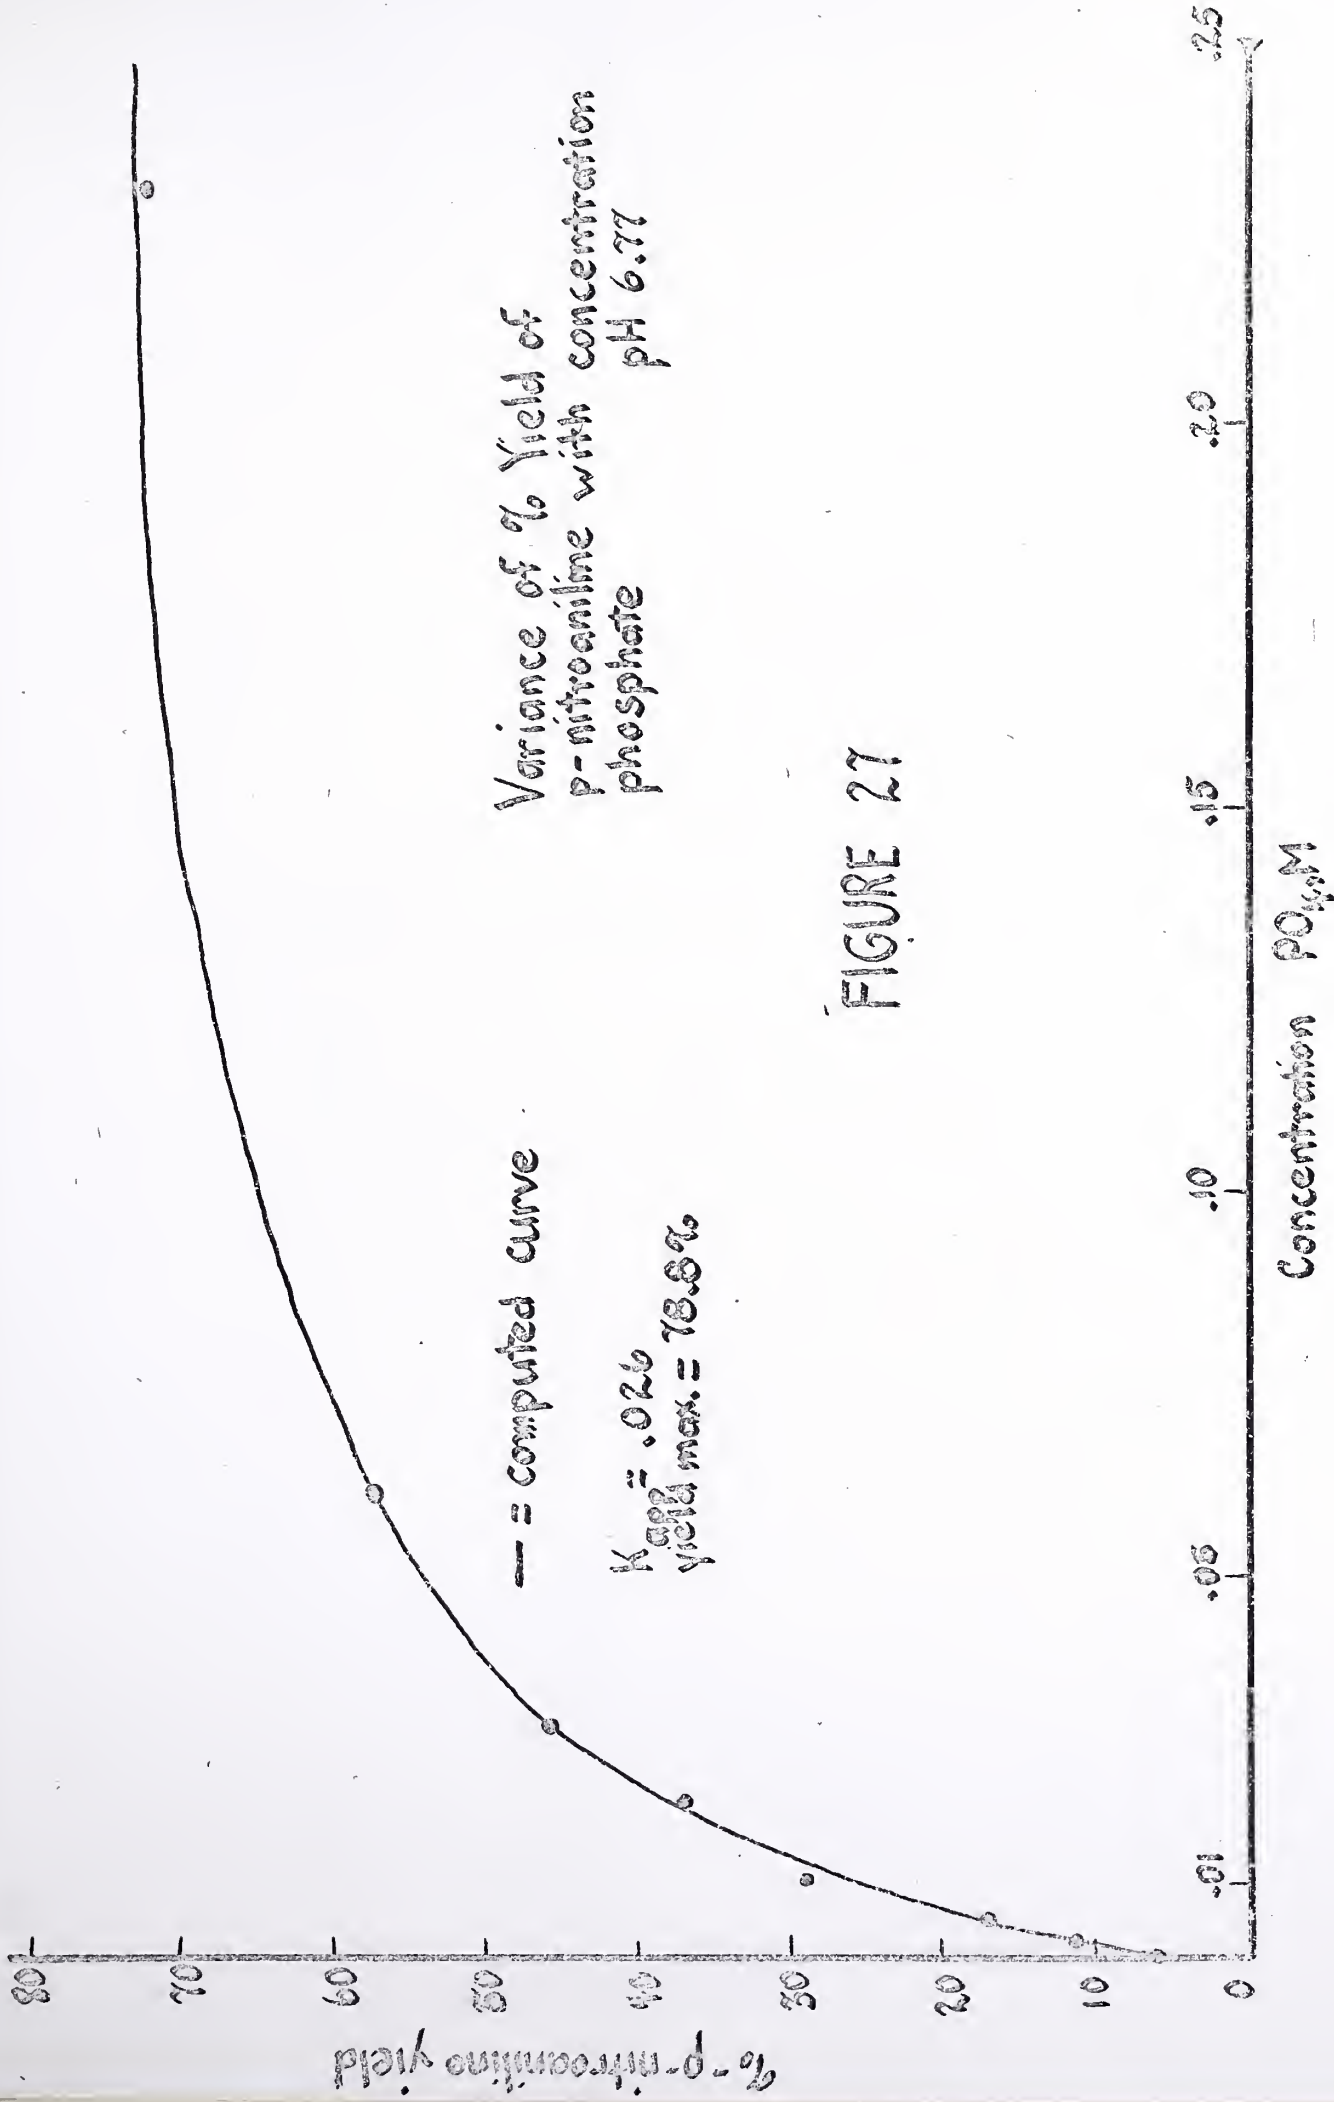 80
70
60
50
40
30
20
10
0
%-p-nitroaniline yield
Variance of % Yield of
p-nitroaniline with concentration
phosphate pH 6.77
— = computed curve
K app = .026
yield max. = 78.8%
FIGURE 27
.01 .05 .10 .15 .20 .25
Concentration PO4, M